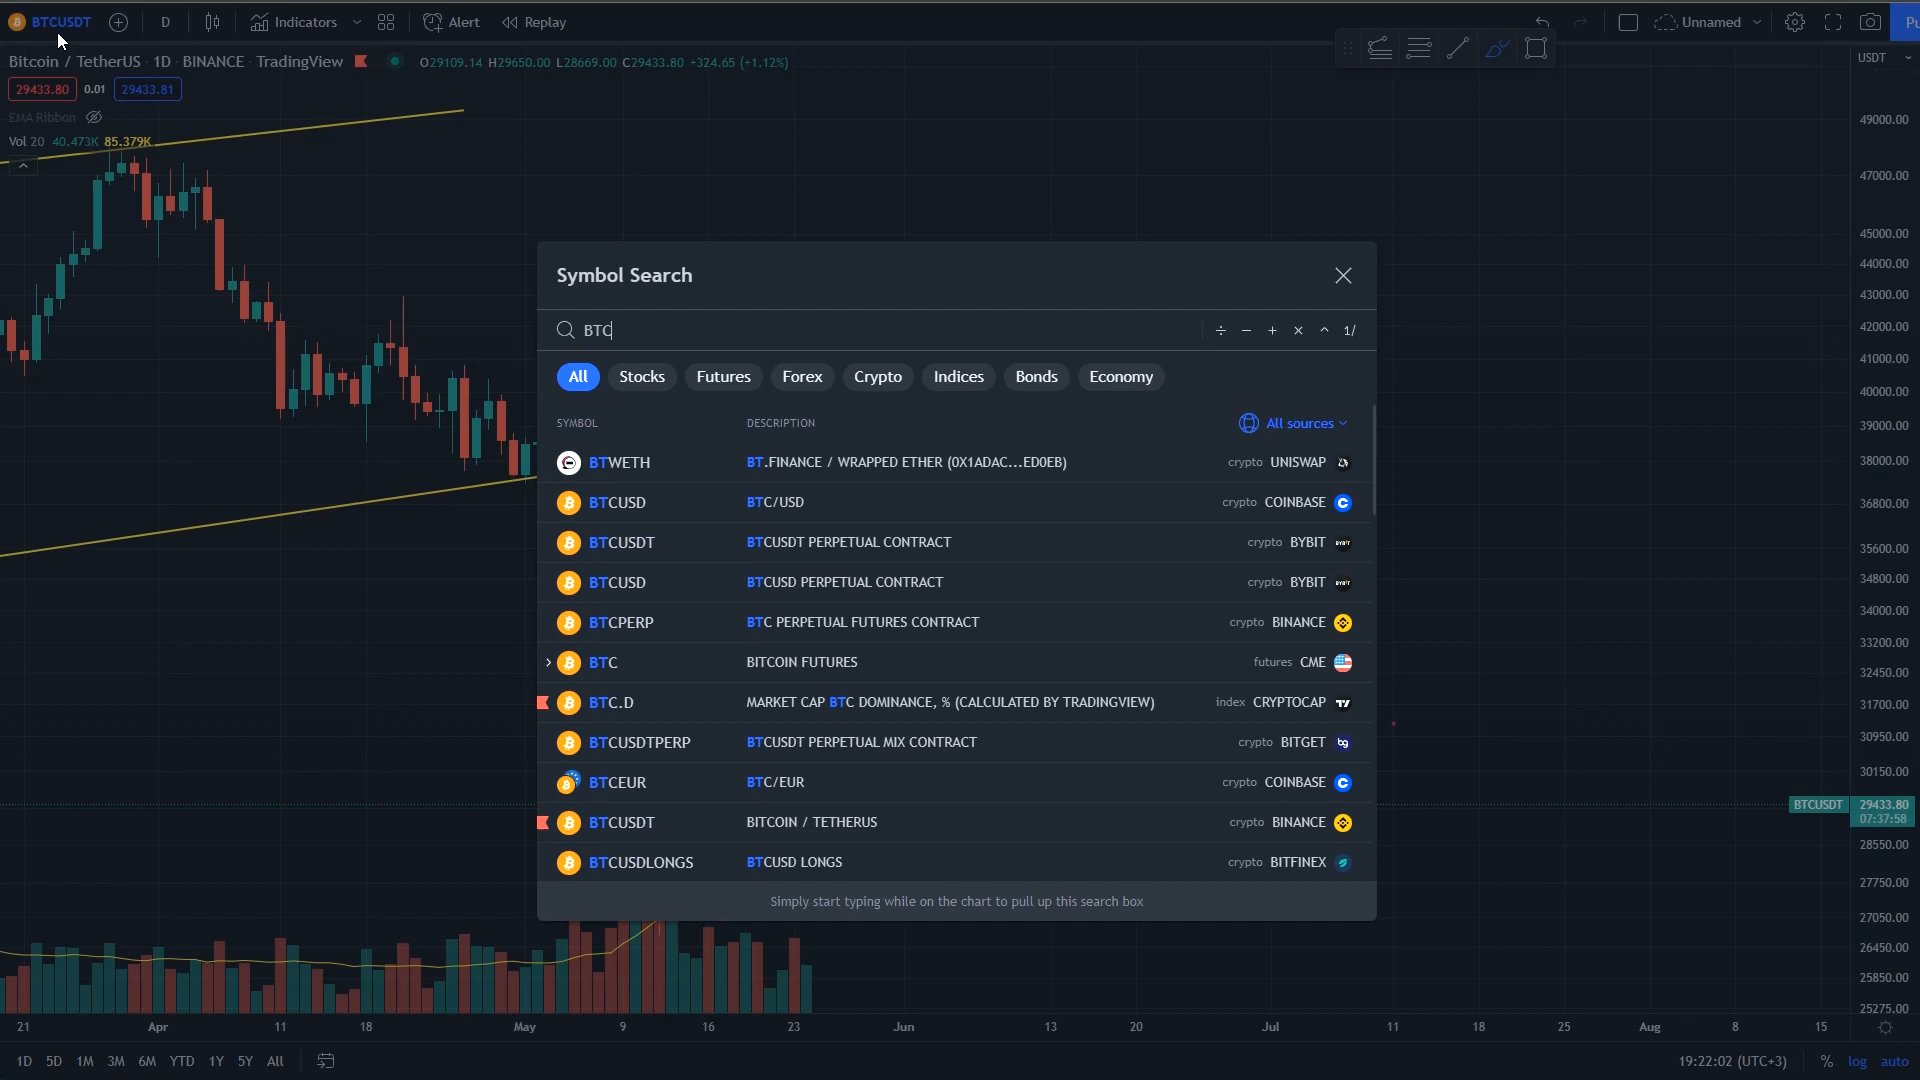 BTCUSDT D Indicators Alert Replay Unnamed
Bitcoin / TetherUS · 1D · BINANCE · TradingView O29109.14 H29650.00 L28669.00 C29433.80 +324.65 (+1.12%) USDT
29433.80 0.01 29433.81
EMA Ribbon
Vol 20 40.473K 85.379K
Symbol Search
BTC ÷ − + × ^ 1/
All Stocks Futures Forex Crypto Indices Bonds Economy
SYMBOL DESCRIPTION All sources
BTWETH BT.FINANCE / WRAPPED ETHER (0X1ADAC...ED0EB) crypto UNISWAP
BTCUSD BTC/USD crypto COINBASE
BTCUSDT BTCUSDT PERPETUAL CONTRACT crypto BYBIT
BTCUSD BTCUSD PERPETUAL CONTRACT crypto BYBIT
BTCPERP BTC PERPETUAL FUTURES CONTRACT crypto BINANCE
BTC BITCOIN FUTURES futures CME
BTC.D MARKET CAP BTC DOMINANCE, % (CALCULATED BY TRADINGVIEW) index CRYPTOCAP
BTCUSDTPERP BTCUSDT PERPETUAL MIX CONTRACT crypto BITGET
BTCEUR BTC/EUR crypto COINBASE
BTCUSDT BITCOIN / TETHERUS crypto BINANCE
BTCUSDLONGS BTCUSD LONGS crypto BITFINEX
Simply start typing while on the chart to pull up this search box
49000.00
47000.00
45000.00
44000.00
43000.00
42000.00
41000.00
40000.00
39000.00
38000.00
36800.00
35600.00
34800.00
34000.00
33200.00
32450.00
31700.00
30950.00
30150.00
BTCUSDT 29433.80
07:37:58
28550.00
27750.00
27050.00
26450.00
25850.00
25275.00
21 Apr 11 18 May 9 16 23 Jun 13 20 Jul 11 18 25 Aug 8 15
1D 5D 1M 3M 6M YTD 1Y 5Y All 19:22:02 (UTC+3) % log auto